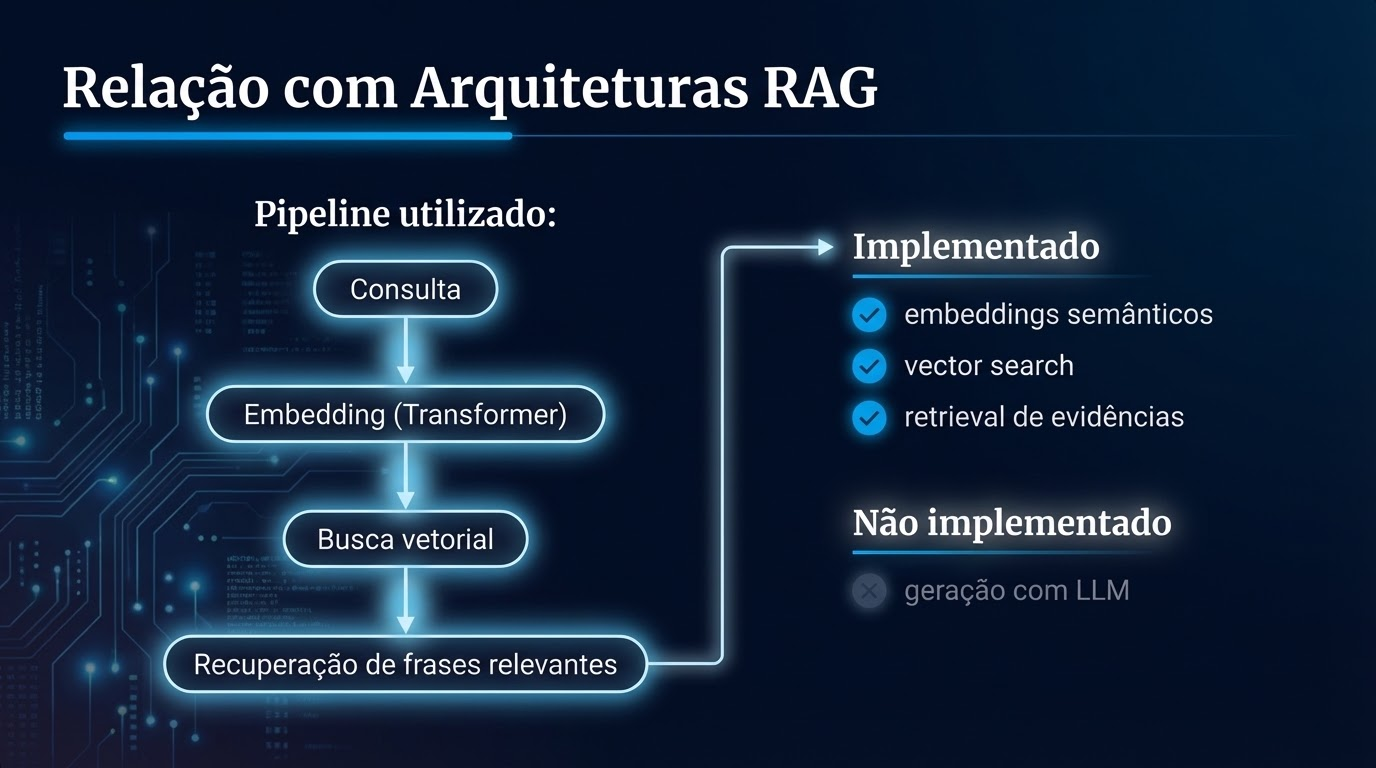 Relação com Arquiteturas RAG
Pipeline utilizado:
Consulta
Embedding (Transformer)
Busca vetorial
Recuperação de frases relevantes
Implementado
embeddings semânticos
vector search
retrieval de evidências
Não implementado
geração com LLM